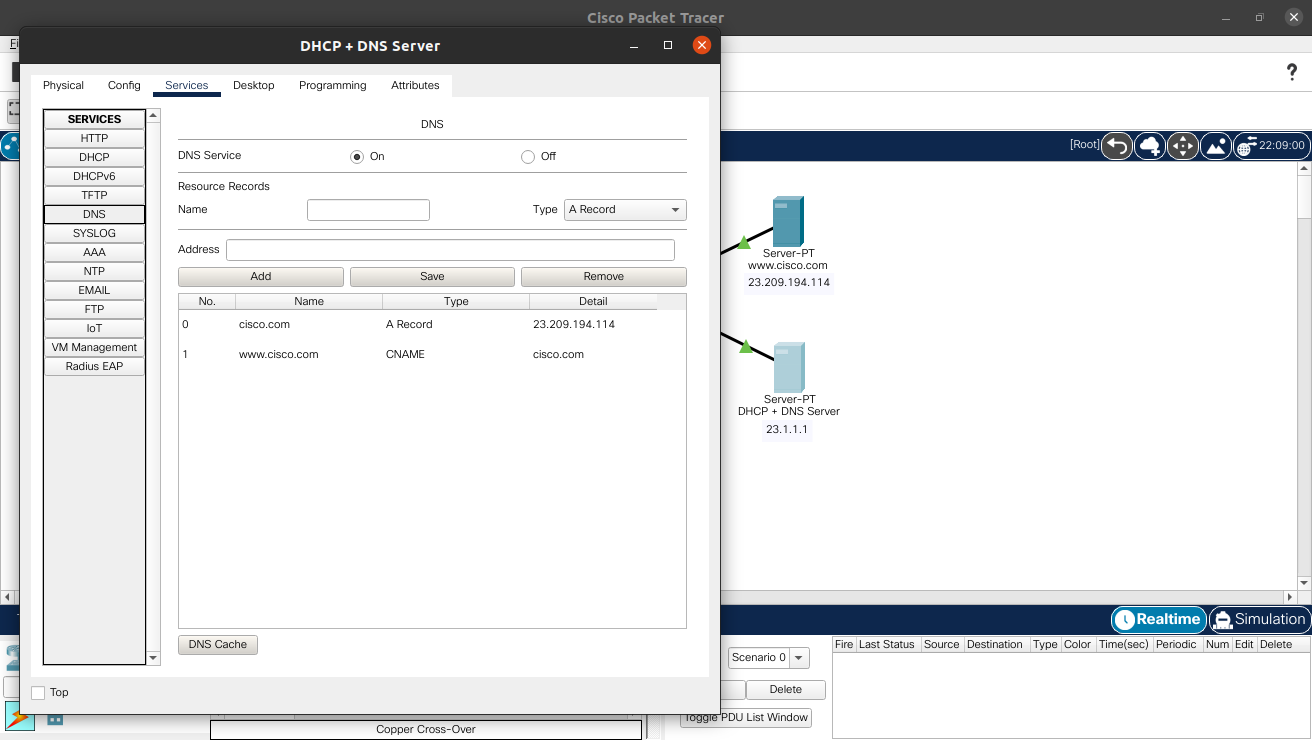 Cisco Packet Tracer
DHCP + DNS Server
Physical Config Services Desktop Programming Attributes
?
SERVICES
HTTP
DHCP
DHCPv6
TFTP
DNS
SYSLOG
AAA
NTP
EMAIL
FTP
IoT
VM Management
Radius EAP
DNS
DNS Service On Off
Resource Records
Name Type A Record
Address
Add Save Remove
No. Name Type Detail
0 cisco.com A Record 23.209.194.114
1 www.cisco.com CNAME cisco.com
DNS Cache
Top
[Root] 22:09:00
Server-PT
www.cisco.com
23.209.194.114
Server-PT
DHCP + DNS Server
23.1.1.1
Realtime Simulation
Scenario 0
Fire Last Status Source Destination Type Color Time(sec) Periodic Num Edit Delete
Delete
Toggle PDU List Window
Copper Cross-Over